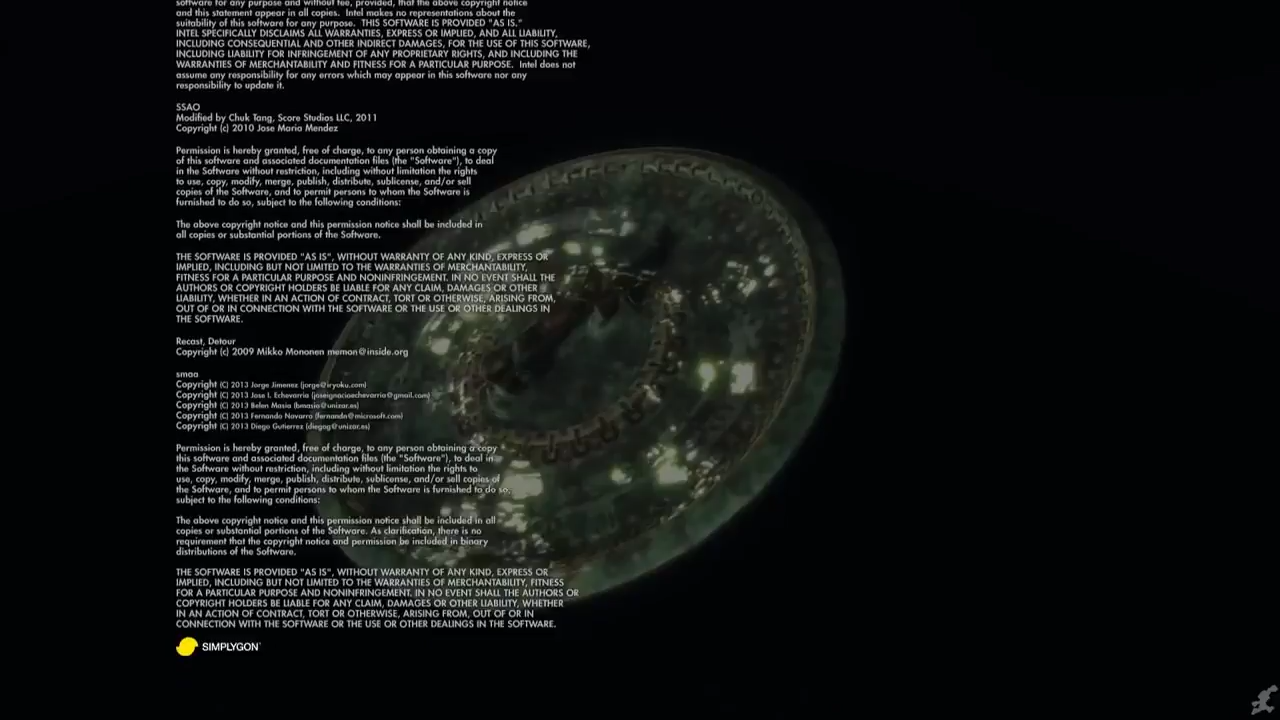 software for any purpose and without fee, provided, that the above copyright notice
and this statement appear in all copies.  Intel makes no representations about the
suitability of this software for any purpose.  THIS SOFTWARE IS PROVIDED "AS IS."
INTEL SPECIFICALLY DISCLAIMS ALL WARRANTIES, EXPRESS OR IMPLIED, AND ALL LIABILITY,
INCLUDING CONSEQUENTIAL AND OTHER INDIRECT DAMAGES, FOR THE USE OF THIS SOFTWARE,
INCLUDING LIABILITY FOR INFRINGEMENT OF ANY PROPRIETARY RIGHTS, AND INCLUDING THE
WARRANTIES OF MERCHANTABILITY AND FITNESS FOR A PARTICULAR PURPOSE.  Intel does not
assume any responsibility for any errors which may appear in this software nor any
responsibility to update it.
SSAO
Modified by Chuk Tang, Score Studios LLC, 2011
Copyright (c) 2010 Jose Maria Mendez
Permission is hereby granted, free of charge, to any person obtaining a copy
of this software and associated documentation files (the "Software"), to deal
in the Software without restriction, including without limitation the rights
to use, copy, modify, merge, publish, distribute, sublicense, and/or sell
copies of the Software, and to permit persons to whom the Software is
furnished to do so, subject to the following conditions:
The above copyright notice and this permission notice shall be included in
all copies or substantial portions of the Software.
THE SOFTWARE IS PROVIDED "AS IS", WITHOUT WARRANTY OF ANY KIND, EXPRESS OR
IMPLIED, INCLUDING BUT NOT LIMITED TO THE WARRANTIES OF MERCHANTABILITY,
FITNESS FOR A PARTICULAR PURPOSE AND NONINFRINGEMENT. IN NO EVENT SHALL THE
AUTHORS OR COPYRIGHT HOLDERS BE LIABLE FOR ANY CLAIM, DAMAGES OR OTHER
LIABILITY, WHETHER IN AN ACTION OF CONTRACT, TORT OR OTHERWISE, ARISING FROM,
OUT OF OR IN CONNECTION WITH THE SOFTWARE OR THE USE OR OTHER DEALINGS IN
THE SOFTWARE.
Recast, Detour
Copyright (c) 2009 Mikko Mononen memon@inside.org
smaa
Copyright (C) 2013 Jorge Jimenez (jorge@iryoku.com)
Copyright (C) 2013 Jose I. Echevarria (joseignacioechevarria@gmail.com)
Copyright (C) 2013 Belen Masia (bmasia@unizar.es)
Copyright (C) 2013 Fernando Navarro (fernandn@microsoft.com)
Copyright (C) 2013 Diego Gutierrez (diegog@unizar.es)
Permission is hereby granted, free of charge, to any person obtaining a copy
this software and associated documentation files (the "Software"), to deal in
the Software without restriction, including without limitation the rights to
use, copy, modify, merge, publish, distribute, sublicense, and/or sell copies of
the Software, and to permit persons to whom the Software is furnished to do so,
subject to the following conditions:
The above copyright notice and this permission notice shall be included in all
copies or substantial portions of the Software. As clarification, there is no
requirement that the copyright notice and permission be included in binary
distributions of the Software.
THE SOFTWARE IS PROVIDED "AS IS", WITHOUT WARRANTY OF ANY KIND, EXPRESS OR
IMPLIED, INCLUDING BUT NOT LIMITED TO THE WARRANTIES OF MERCHANTABILITY, FITNESS
FOR A PARTICULAR PURPOSE AND NONINFRINGEMENT. IN NO EVENT SHALL THE AUTHORS OR
COPYRIGHT HOLDERS BE LIABLE FOR ANY CLAIM, DAMAGES OR OTHER LIABILITY, WHETHER
IN AN ACTION OF CONTRACT, TORT OR OTHERWISE, ARISING FROM, OUT OF OR IN
CONNECTION WITH THE SOFTWARE OR THE USE OR OTHER DEALINGS IN THE SOFTWARE.
SIMPLYGON